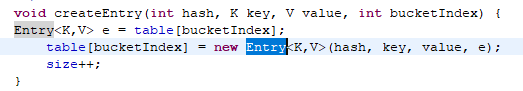 void createEntry(int hash, K key, V value, int bucketIndex) {
Entry<K,V> e = table[bucketIndex];
table[bucketIndex] = new Entry<K,V>(hash, key, value, e);
size++;
}